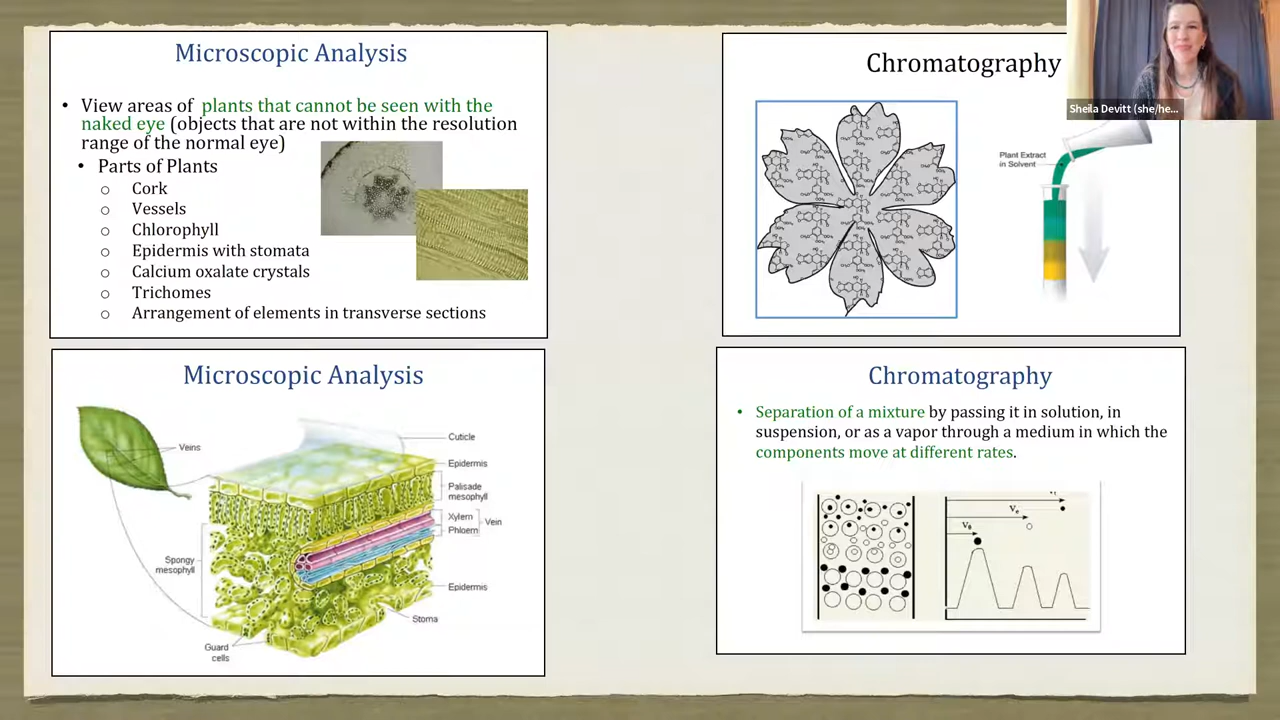 Microscopic Analysis
• View areas of plants that cannot be seen with the
naked eye (objects that are not within the resolution
range of the normal eye)
• Parts of Plants
o Cork
o Vessels
o Chlorophyll
o Epidermis with stomata
o Calcium oxalate crystals
o Trichomes
o Arrangement of elements in transverse sections
Chromatography
Plant Extract
in Solvent
Sheila Devitt (she/he...
Microscopic Analysis
Veins
Cuticle
Epidermis
Palisade
mesophyll
Xylem
Vein
Phloem
Spongy
mesophyll
Epidermis
Stoma
Guard
cells
Chromatography
• Separation of a mixture by passing it in solution, in
suspension, or as a vapor through a medium in which the
components move at different rates.